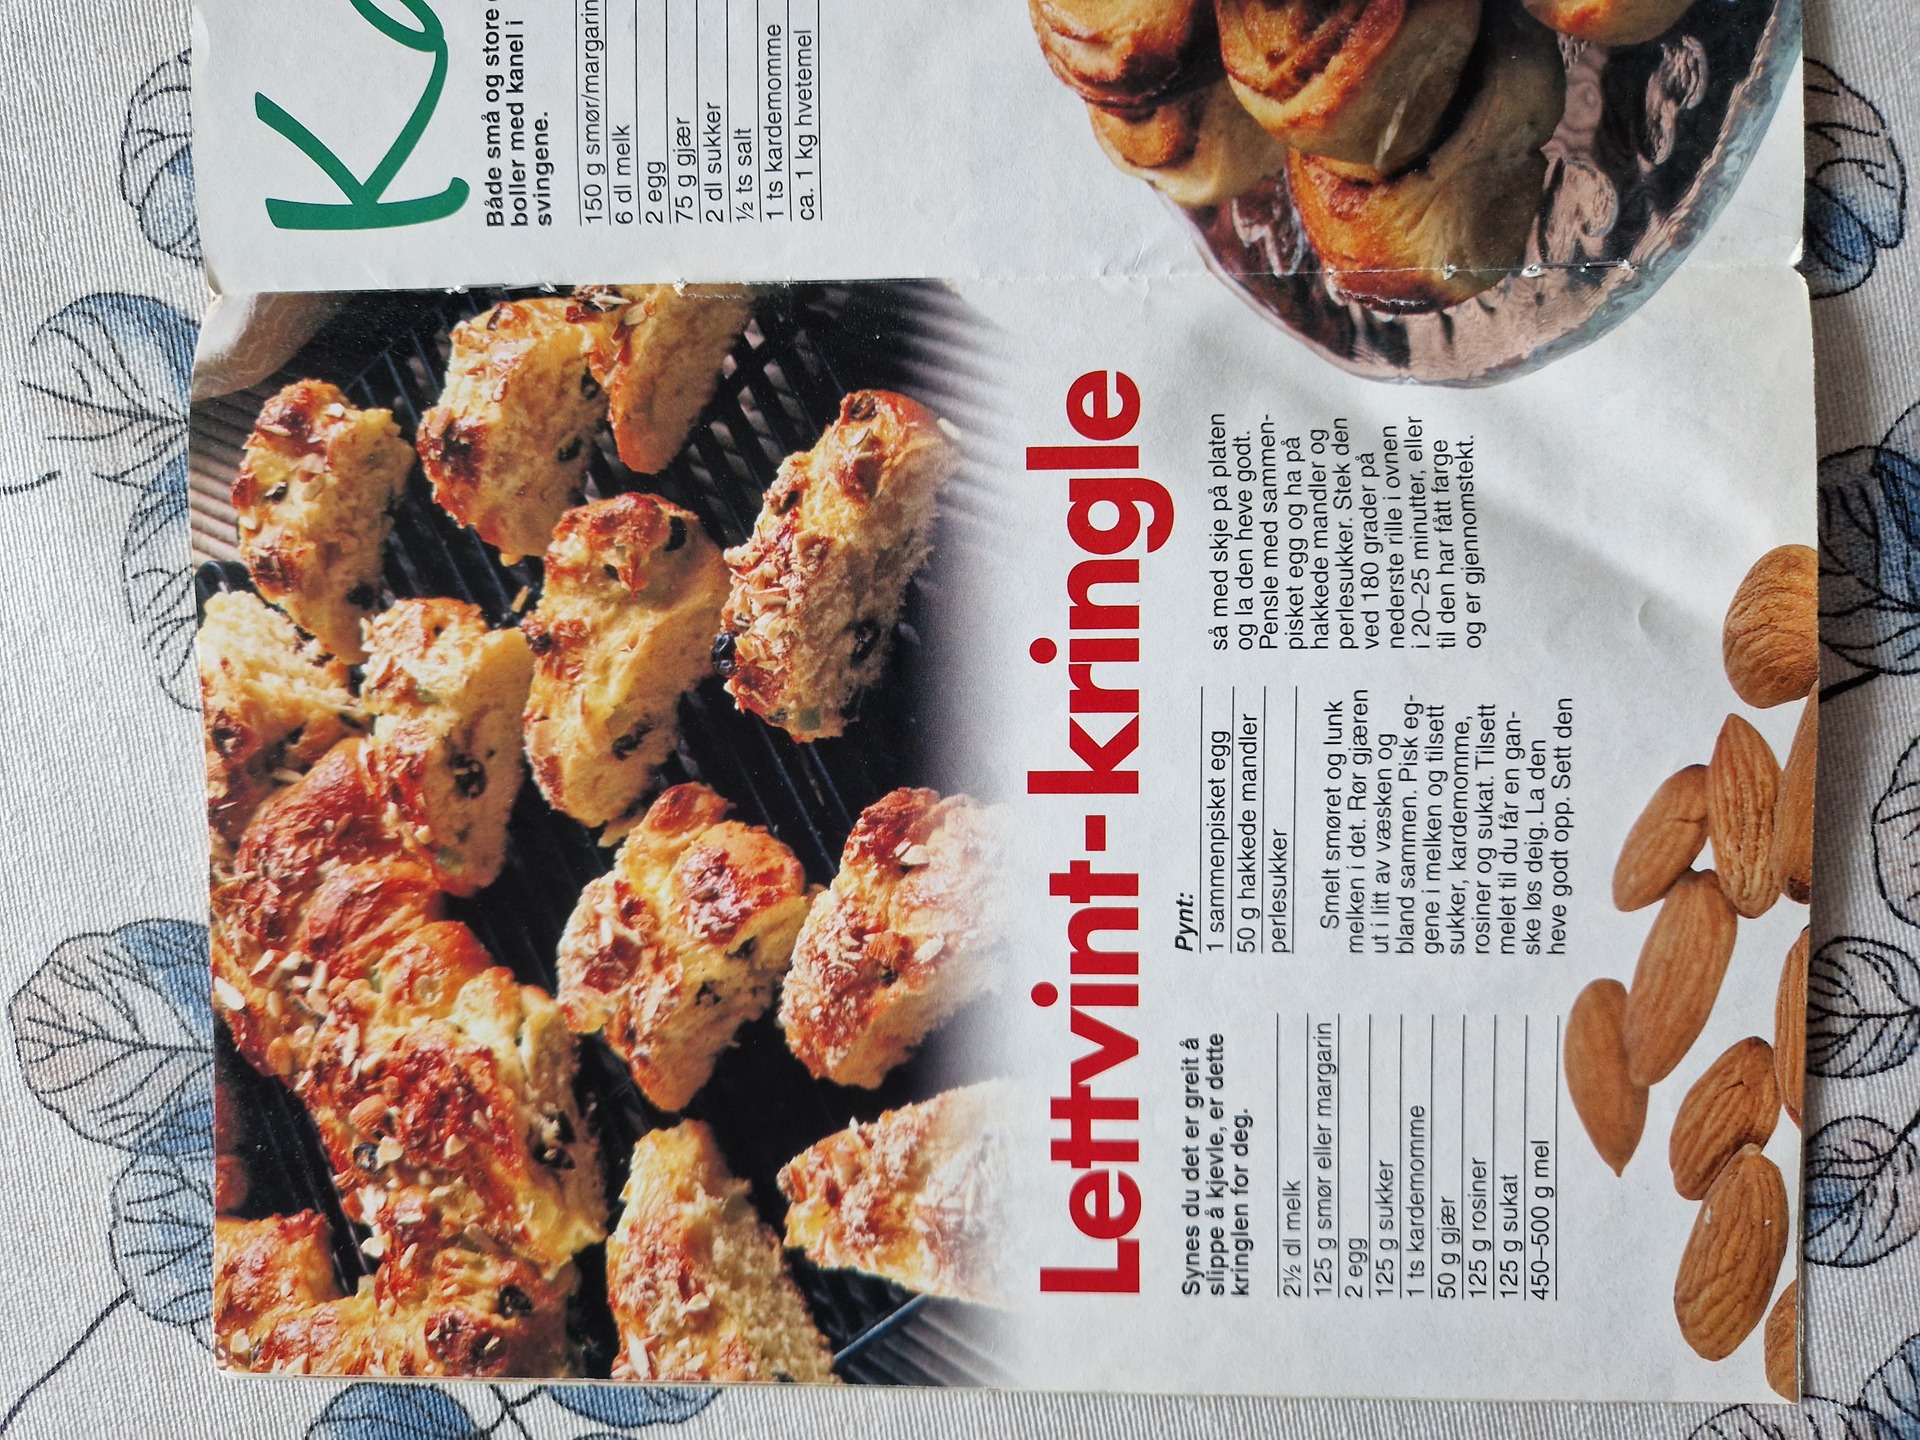 Lettvint-kringle
Synes du det er greit å
slippe å kjevle, er dette
kringlen for deg.
2½ dl melk
125 g smør eller margarin
2 egg
125 g sukker
1 ts kardemomme
50 g gjær
125 g rosiner
125 g sukat
450–500 g mel
Pynt:
1 sammenpisket egg
50 g hakkede mandler
perlesukker
Smelt smøret og lunk
melken i det. Rør gjæren
ut i litt av væsken og
bland sammen. Pisk eg-
gene i melken og tilsett
sukker, kardemomme,
rosiner og sukat. Tilsett
melet til du får en gan-
ske løs deig. La den
heve godt opp. Sett den
så med skje på platen
og la den heve godt.
Pensle med sammen-
pisket egg og ha på
hakkede mandler og
perlesukker. Stek den
ved 180 grader på
nederste rille i ovnen
i 20–25 minutter, eller
til den har fått farge
og er gjennomstekt.
Ka
Både små og store
boller med kanel i
svingene.
150 g smør/margarin
6 dl melk
2 egg
75 g gjær
2 dl sukker
½ ts salt
1 ts kardemomme
ca. 1 kg hvetemel